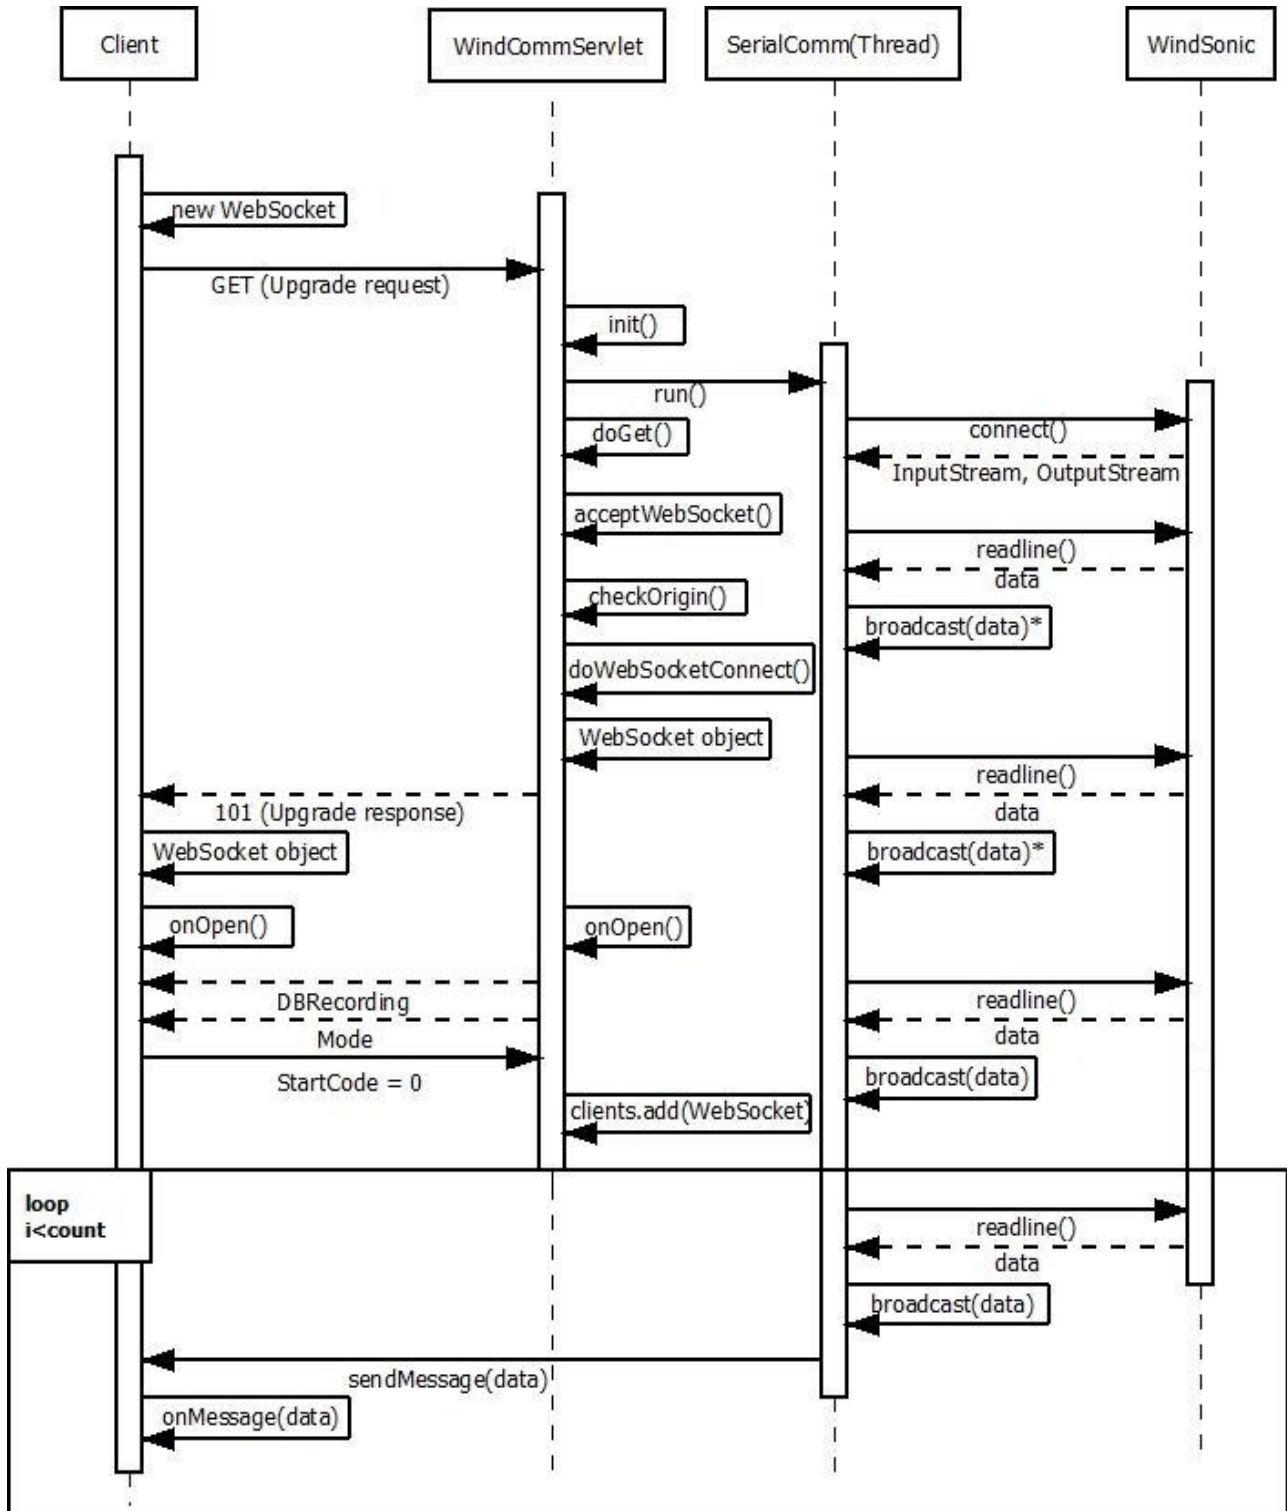 Client
WindCommServlet
SerialComm(Thread)
WindSonic
new WebSocket
GET (Upgrade request)
init()
run()
doGet()
connect()
InputStream, OutputStream
acceptWebSocket()
readline()
data
checkOrigin()
broadcast(data)*
doWebSocketConnect()
WebSocket object
readline()
data
101 (Upgrade response)
WebSocket object
broadcast(data)*
onOpen()
onOpen()
DBRecording
readline()
Mode
data
StartCode = 0
broadcast(data)
clients.add(WebSocket)
loop
i<count
readline()
data
broadcast(data)
sendMessage(data)
onMessage(data)